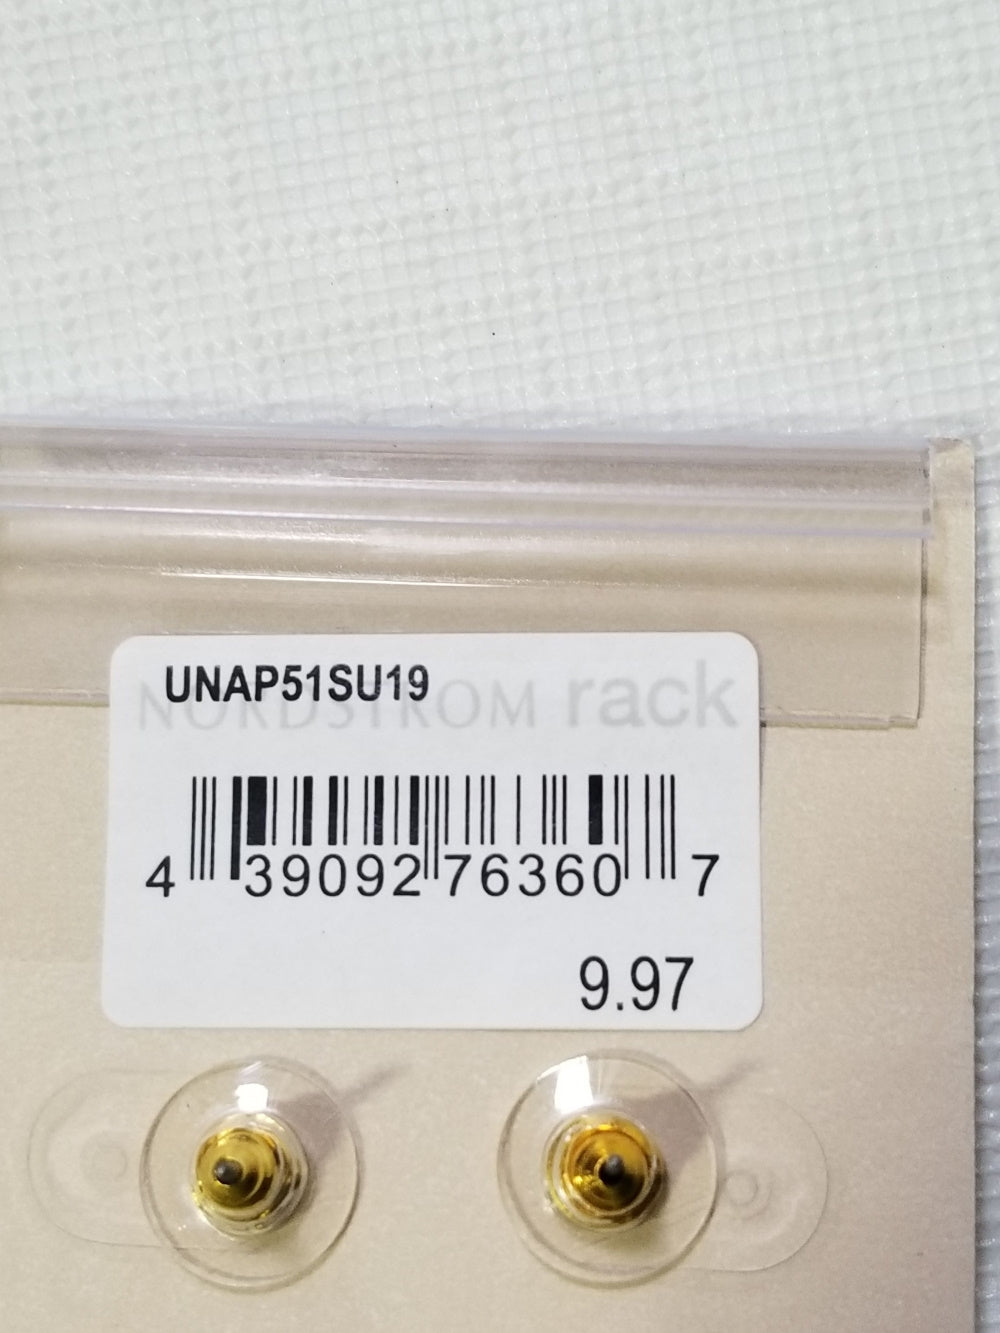 UNAP51SU19
NORDSTROM rack
4 39092 76360 7
9.97